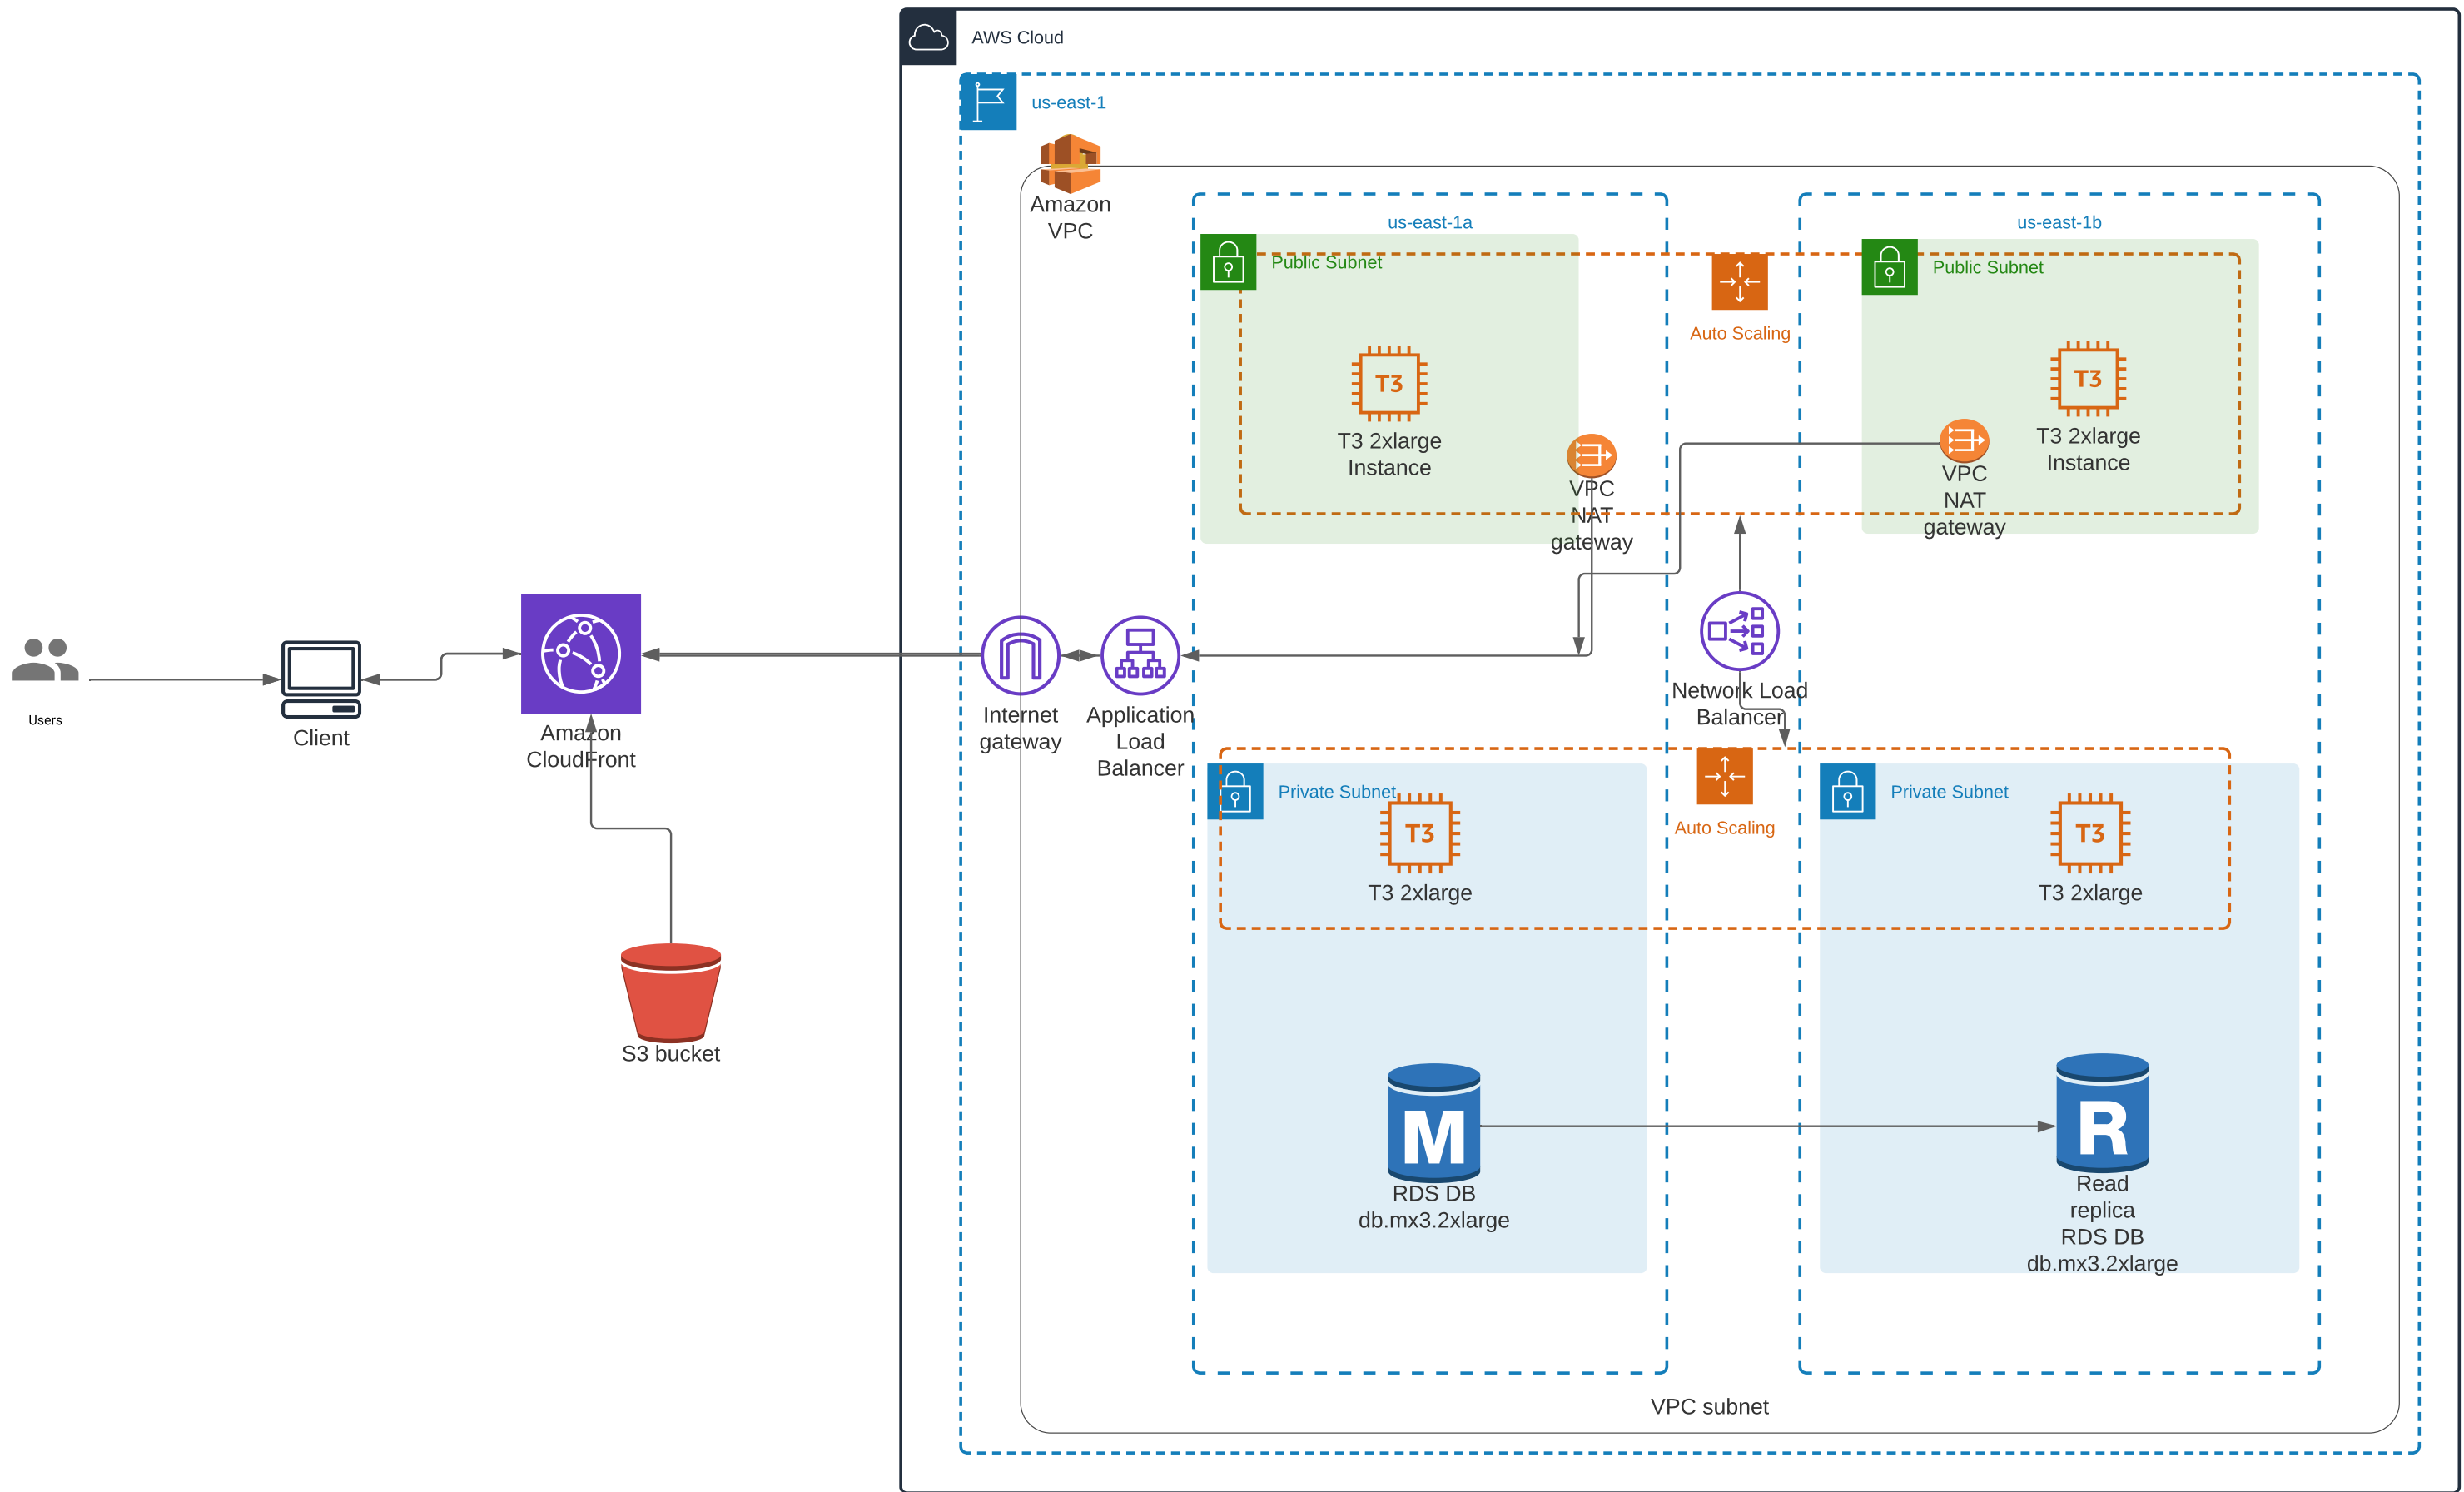 AWS Cloud
us-east-1
Amazon
VPC
us-east-1a
us-east-1b
Public Subnet
Public Subnet
Auto Scaling
T3
T3 2xlarge
Instance
T3
T3 2xlarge
Instance
VPC
NAT
gateway
VPC
NAT
gateway
Users
Client
Amazon
CloudFront
Internet
gateway
Application
Load
Balancer
Network Load
Balancer
Private Subnet
Private Subnet
Auto Scaling
T3
T3 2xlarge
T3
T3 2xlarge
S3 bucket
M
RDS DB
db.mx3.2xlarge
R
Read
replica
RDS DB
db.mx3.2xlarge
VPC subnet